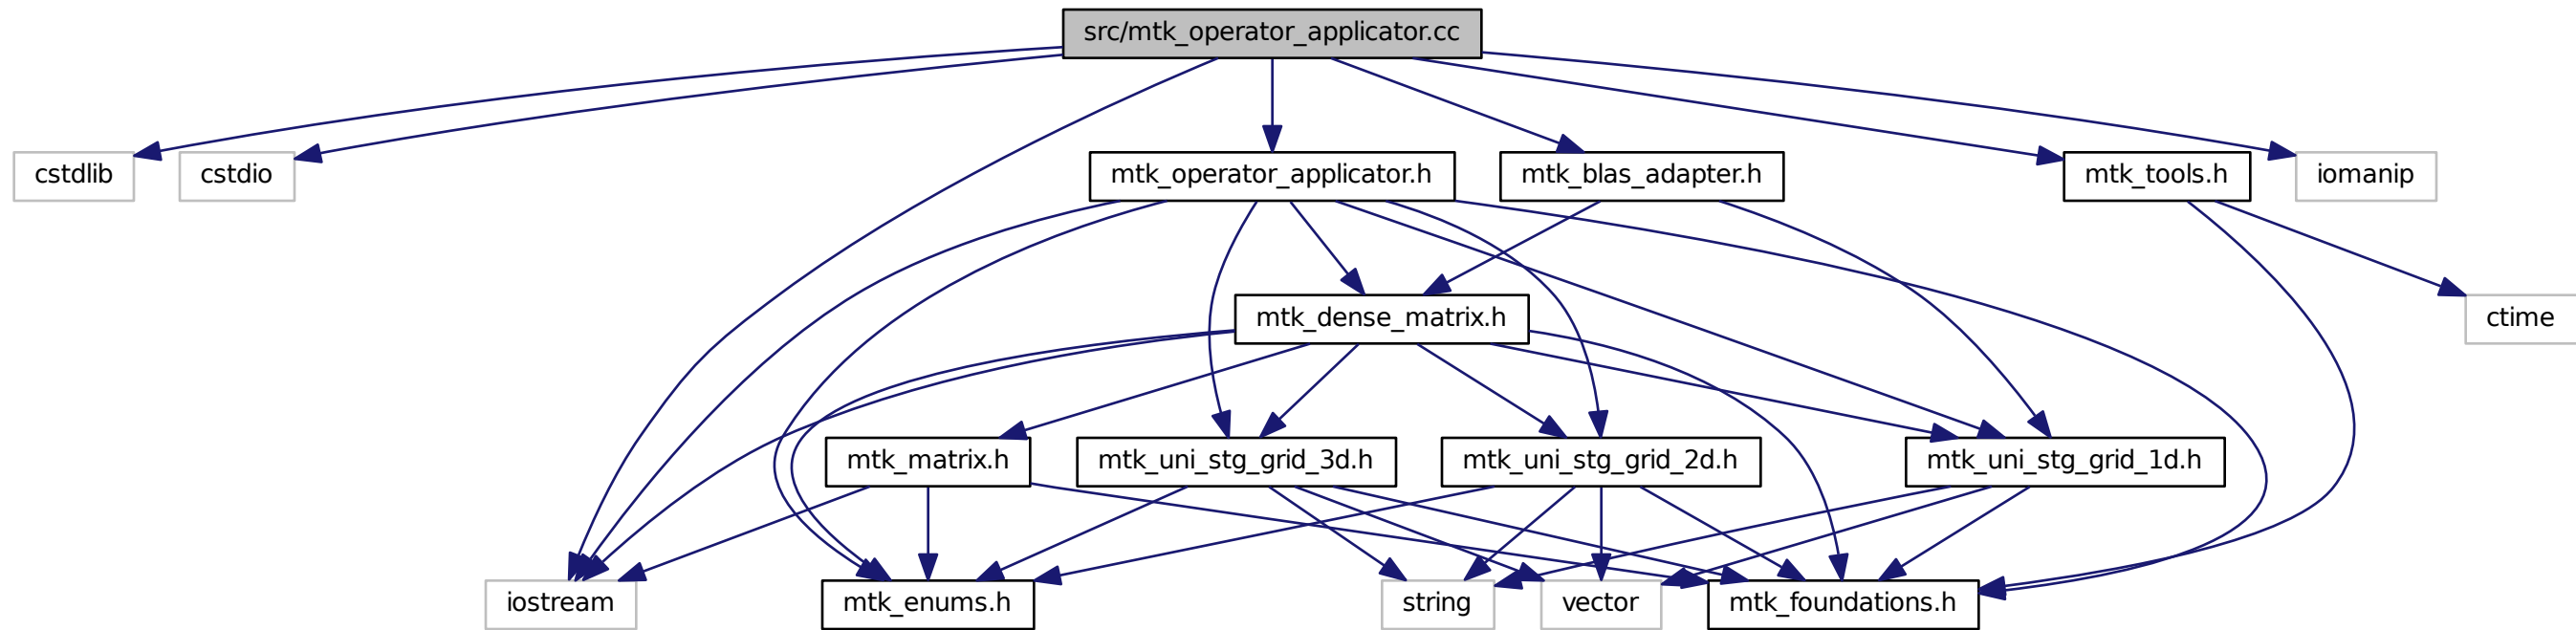 src/mtk_operator_applicator.cc
cstdlib
cstdio
mtk_operator_applicator.h
mtk_blas_adapter.h
mtk_tools.h
iomanip
mtk_dense_matrix.h
ctime
mtk_matrix.h
mtk_uni_stg_grid_3d.h
mtk_uni_stg_grid_2d.h
mtk_uni_stg_grid_1d.h
iostream
mtk_enums.h
string
vector
mtk_foundations.h